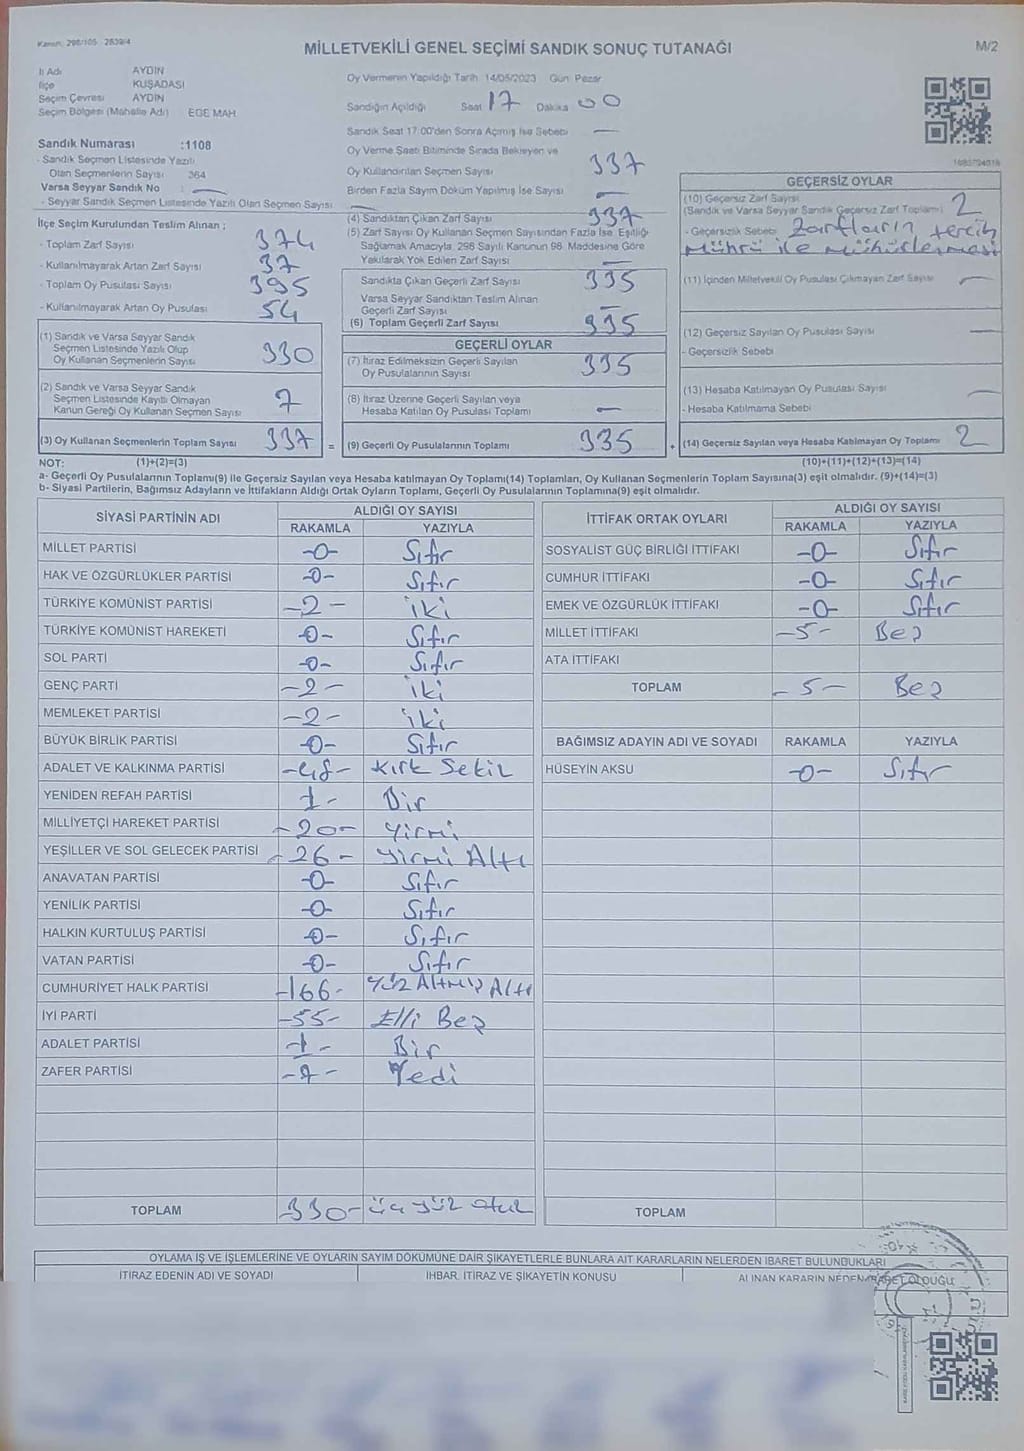 Kanun: 298/105 - 2839/4
MİLLETVEKİLİ GENEL SEÇİMİ SANDIK SONUÇ TUTANAĞI
M/2
İl Adı AYDIN
İlçe KUŞADASI
Seçim Çevresi AYDIN
Seçim Bölgesi (Mahalle Adı) EGE MAH
Sandık Numarası :1108
- Sandık Seçmen Listesinde Yazılı
Olan Seçmenlerin Sayısı 364
Varsa Seyyar Sandık No : —
- Seyyar Sandık Seçmen Listesinde Yazılı Olan Seçmen Sayısı —
İlçe Seçim Kurulundan Teslim Alınan ;
- Toplam Zarf Sayısı 374
- Kullanılmayarak Artan Zarf Sayısı 37
- Toplam Oy Pusulası Sayısı 395
- Kullanılmayarak Artan Oy Pusulası 54
(1) Sandık ve Varsa Seyyar Sandık
Seçmen Listesinde Yazılı Olup
Oy Kullanan Seçmenlerin Sayısı 330
(2) Sandık ve Varsa Seyyar Sandık
Seçmen Listesinde Kayıtlı Olmayan
Kanun Gereği Oy Kullanan Seçmen Sayısı 7
(3) Oy Kullanan Seçmenlerin Toplam Sayısı 337 =
Oy Vermenin Yapıldığı Tarih 14/05/2023 Gün Pazar
Sandığın Açıldığı Saat 17 Dakika 00
Sandık Saat 17:00'den Sonra Açılmış İse Sebebi —
Oy Verme Saati Bitiminde Sırada Bekleyen ve
Oy Kullandırılan Seçmen Sayısı 337
Birden Fazla Sayım Döküm Yapılmış İse Sayısı —
(4) Sandıktan Çıkan Zarf Sayısı 337
(5) Zarf Sayısı Oy Kullanan Seçmen Sayısından Fazla İse, Eşitliği
Sağlamak Amacıyla, 298 Sayılı Kanunun 98. Maddesine Göre
Yakılarak Yok Edilen Zarf Sayısı —
Sandıkta Çıkan Geçerli Zarf Sayısı 335
Varsa Seyyar Sandıktan Teslim Alınan
Geçerli Zarf Sayısı —
(6) Toplam Geçerli Zarf Sayısı 335
GEÇERLİ OYLAR
(7) İtiraz Edilmeksizin Geçerli Sayılan
Oy Pusulalarının Sayısı 335
(8) İtiraz Üzerine Geçerli Sayılan veya
Hesaba Katılan Oy Pusulası Toplamı —
(9) Geçerli Oy Pusulalarının Toplamı 335 +
GEÇERSİZ OYLAR
(10) Geçersiz Zarf Sayısı
(Sandık ve Varsa Seyyar Sandık Geçersiz Zarf Toplamı) 2
- Geçersizlik Sebebi Zarfların tercih
mührü ile mühürlenmesi
(11) İçinden Milletvekili Oy Pusulası Çıkmayan Zarf Sayısı —
(12) Geçersiz Sayılan Oy Pusulası Sayısı —
- Geçersizlik Sebebi
(13) Hesaba Katılmayan Oy Pusulası Sayısı —
- Hesaba Katılmama Sebebi —
(14) Geçersiz Sayılan veya Hesaba Katılmayan Oy Toplamı 2
NOT: (1)+(2)=(3) (10)+(11)+(12)+(13)=(14)
a- Geçerli Oy Pusulalarının Toplamı(9) ile Geçersiz Sayılan veya Hesaba katılmayan Oy Toplamı(14) Toplamları, Oy Kullanan Seçmenlerin Toplam Sayısına(3) eşit olmalıdır. (9)+(14)=(3)
b- Siyasi Partilerin, Bağımsız Adayların ve İttifakların Aldığı Ortak Oyların Toplamı, Geçerli Oy Pusulalarının Toplamına(9) eşit olmalıdır.
SİYASİ PARTİNİN ADI ALDIĞI OY SAYISI
RAKAMLA YAZIYLA
MİLLET PARTİSİ -0- Sıfır
HAK VE ÖZGÜRLÜKLER PARTİSİ -0- Sıfır
TÜRKİYE KOMÜNİST PARTİSİ -2- iki
TÜRKİYE KOMÜNİST HAREKETİ -0- Sıfır
SOL PARTİ -0- Sıfır
GENÇ PARTİ -2- iki
MEMLEKET PARTİSİ -2- iki
BÜYÜK BİRLİK PARTİSİ -0- Sıfır
ADALET VE KALKINMA PARTİSİ -48- Kırk Sekiz
YENİDEN REFAH PARTİSİ 1- Bir
MİLLİYETÇİ HAREKET PARTİSİ -20- Yirmi
YEŞİLLER VE SOL GELECEK PARTİSİ -26- Yirmi Altı
ANAVATAN PARTİSİ -0- Sıfır
YENİLİK PARTİSİ -0- Sıfır
HALKIN KURTULUŞ PARTİSİ -0- Sıfır
VATAN PARTİSİ -0- Sıfır
CUMHURİYET HALK PARTİSİ -166- Yüz Altmış Altı
İYİ PARTİ -55- Elli Beş
ADALET PARTİSİ -1- Bir
ZAFER PARTİSİ -7- Yedi
TOPLAM -330- üç yüz otuz
İTTİFAK ORTAK OYLARI ALDIĞI OY SAYISI
RAKAMLA YAZIYLA
SOSYALİST GÜÇ BİRLİĞİ İTTİFAKI -0- Sıfır
CUMHUR İTTİFAKI -0- Sıfır
EMEK VE ÖZGÜRLÜK İTTİFAKI -0- Sıfır
MİLLET İTTİFAKI -5- Beş
ATA İTTİFAKI
TOPLAM -5- Beş
BAĞIMSIZ ADAYIN ADI VE SOYADI RAKAMLA YAZIYLA
HÜSEYİN AKSU -0- Sıfır
TOPLAM
OYLAMA İŞ VE İŞLEMLERİNE VE OYLARIN SAYIM DÖKÜMÜNE DAİR ŞİKAYETLERLE BUNLARA AİT KARARLARIN NELERDEN İBARET BULUNDUKLARI
İTİRAZ EDENİN ADI VE SOYADI İHBAR, İTİRAZ VE ŞİKAYETİN KONUSU ALINAN KARARIN NEDEN İBARET OLDUĞU